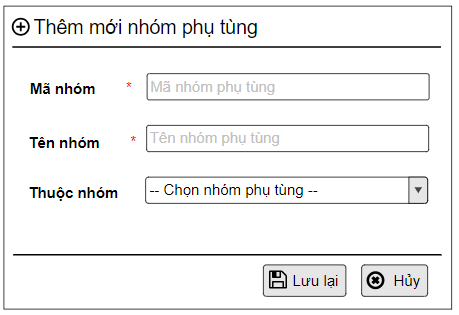 Thêm mới nhóm phụ tùng
Mã nhóm * Mã nhóm phụ tùng
Tên nhóm * Tên nhóm phụ tùng
Thuộc nhóm -- Chọn nhóm phụ tùng --
Lưu lại Hủy